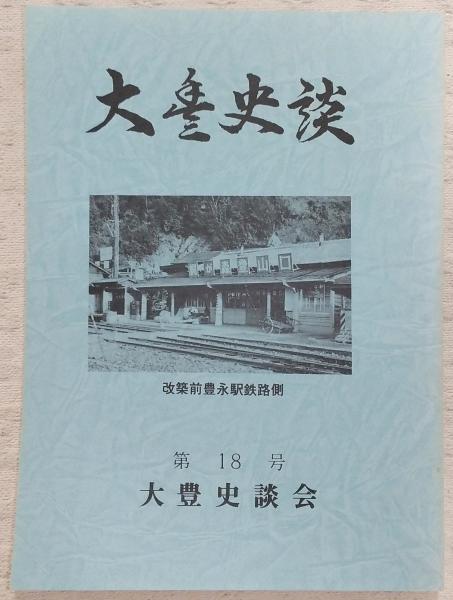 大豊史談
改築前豊永駅鉄路側
第 18 号
大豊史談会